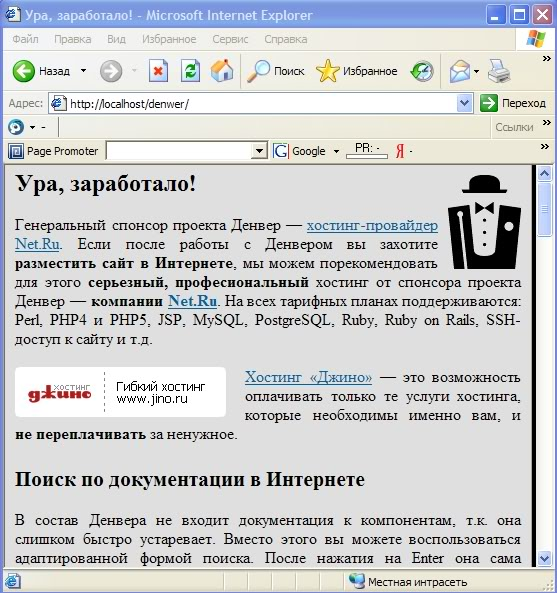 Ура, заработало! - Microsoft Internet Explorer
Файл Правка Вид Избранное Сервис Справка
Назад Поиск Избранное
Адрес: http://localhost/denwer/ Переход
Ссылки
Page Promoter Google PR: - Я -
Ура, заработало!
Генеральный спонсор проекта Денвер — хостинг-провайдер
Net.Ru. Если после работы с Денвером вы захотите
разместить сайт в Интернете, мы можем порекомендовать
для этого серьезный, професиональный хостинг от спонсора проекта
Денвер — компании Net.Ru. На всех тарифных планах поддерживаются:
Perl, PHP4 и PHP5, JSP, MySQL, PostgreSQL, Ruby, Ruby on Rails, SSH-
доступ к сайту и т.д.
хостинг
джино
Гибкий хостинг
www.jino.ru
Хостинг «Джино» — это возможность
оплачивать только те услуги хостинга,
которые необходимы именно вам, и
не переплачивать за ненужное.
Поиск по документации в Интернете
В состав Денвера не входит документация к компонентам, т.к. она
слишком быстро устаревает. Вместо этого вы можете воспользоваться
адаптированной формой поиска. После нажатия на Enter она сама
Местная интрасеть